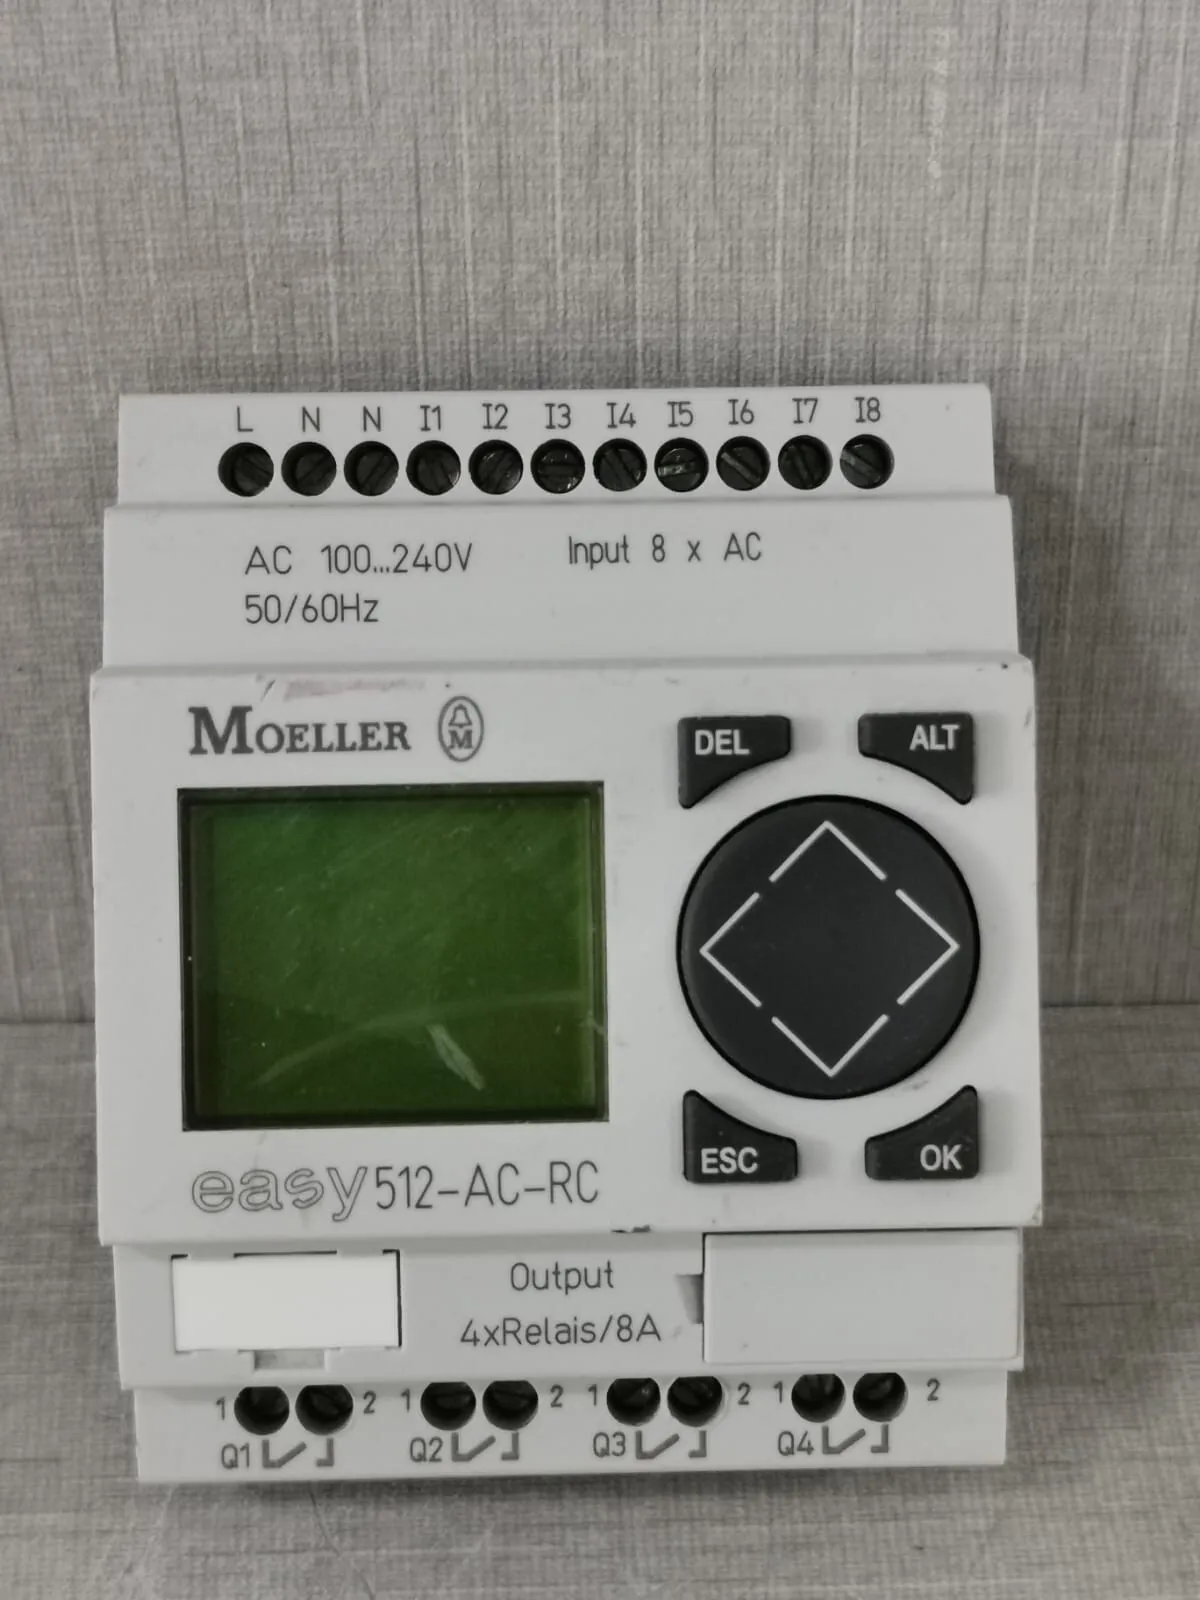 L N N I1 I2 I3 I4 I5 I6 I7 I8
AC 100...240V
50/60Hz
Input 8 x AC
MOELLER
M
DEL
ALT
ESC
OK
easy512-AC-RC
Output
4xRelais/8A
1 2 1 2 1 2 1 2
Q1 Q2 Q3 Q4